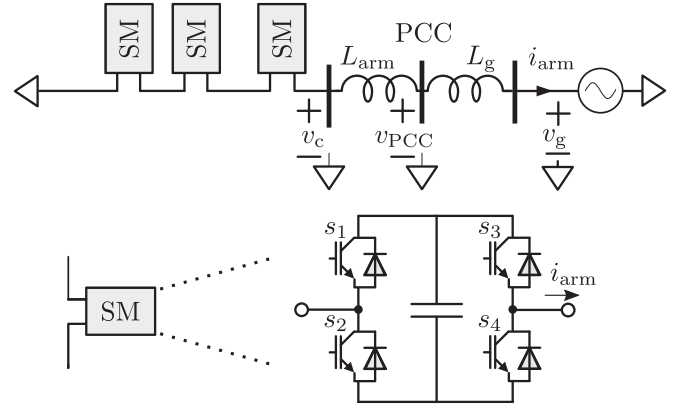 SM SM SM
PCC
L_arm L_g i_arm
+ + +
v_c v_PCC v_g
− − −
s_1 s_3
i_arm
SM
s_2 s_4